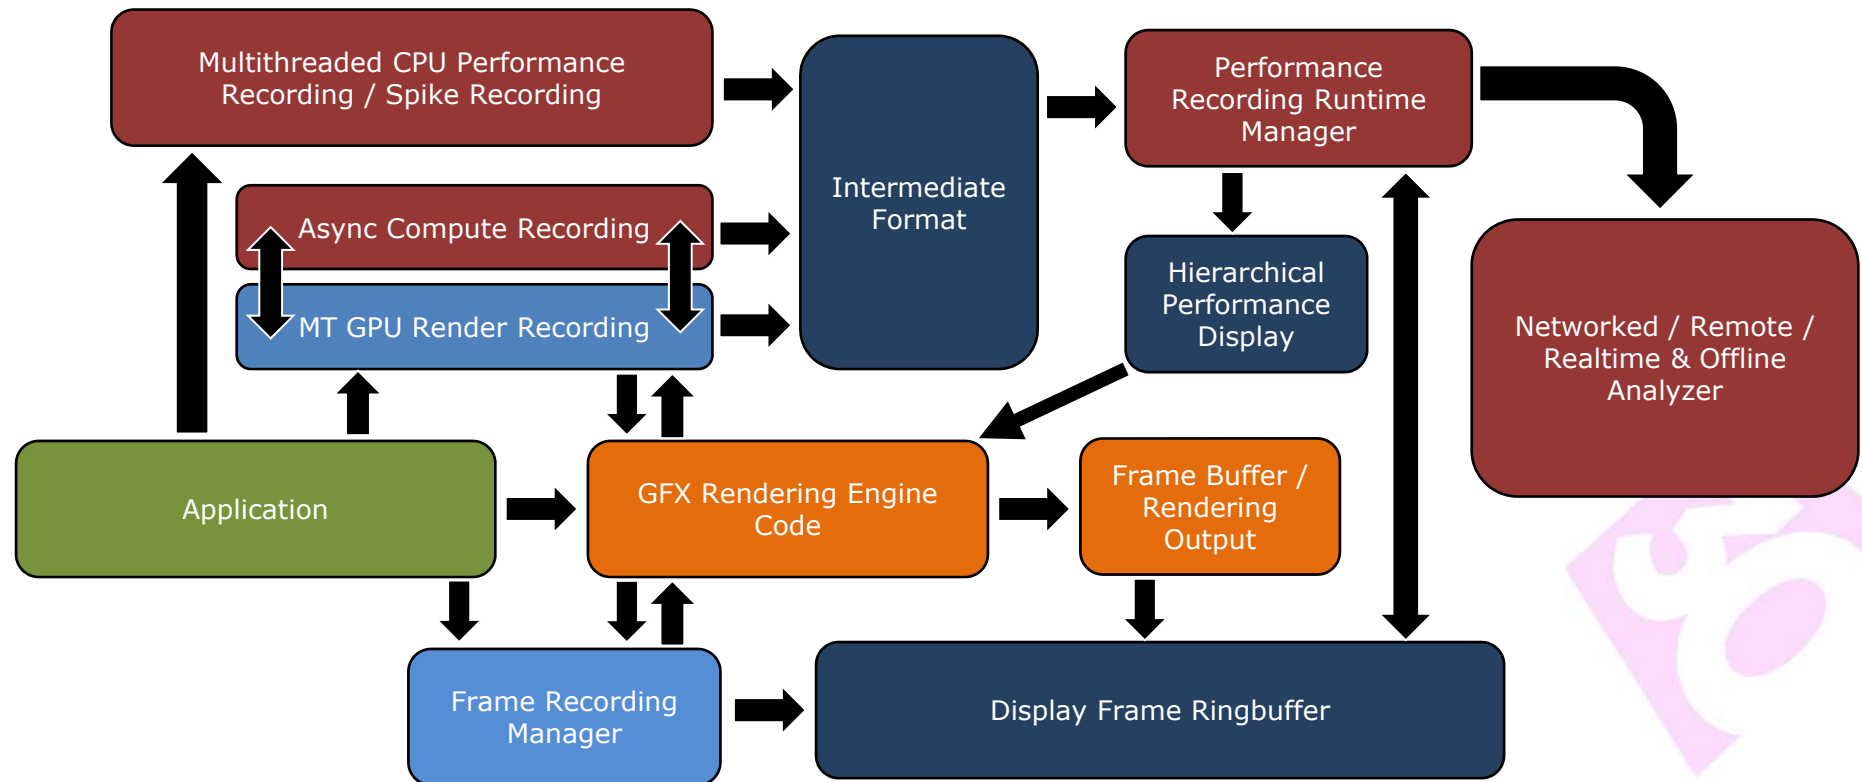 Multithreaded CPU Performance
Recording / Spike Recording
Performance
Recording Runtime
Manager
Intermediate
Format
Async Compute Recording
MT GPU Render Recording
Hierarchical
Performance
Display
Networked / Remote /
Realtime & Offline
Analyzer
Application
GFX Rendering Engine
Code
Frame Buffer /
Rendering
Output
Frame Recording
Manager
Display Frame Ringbuffer